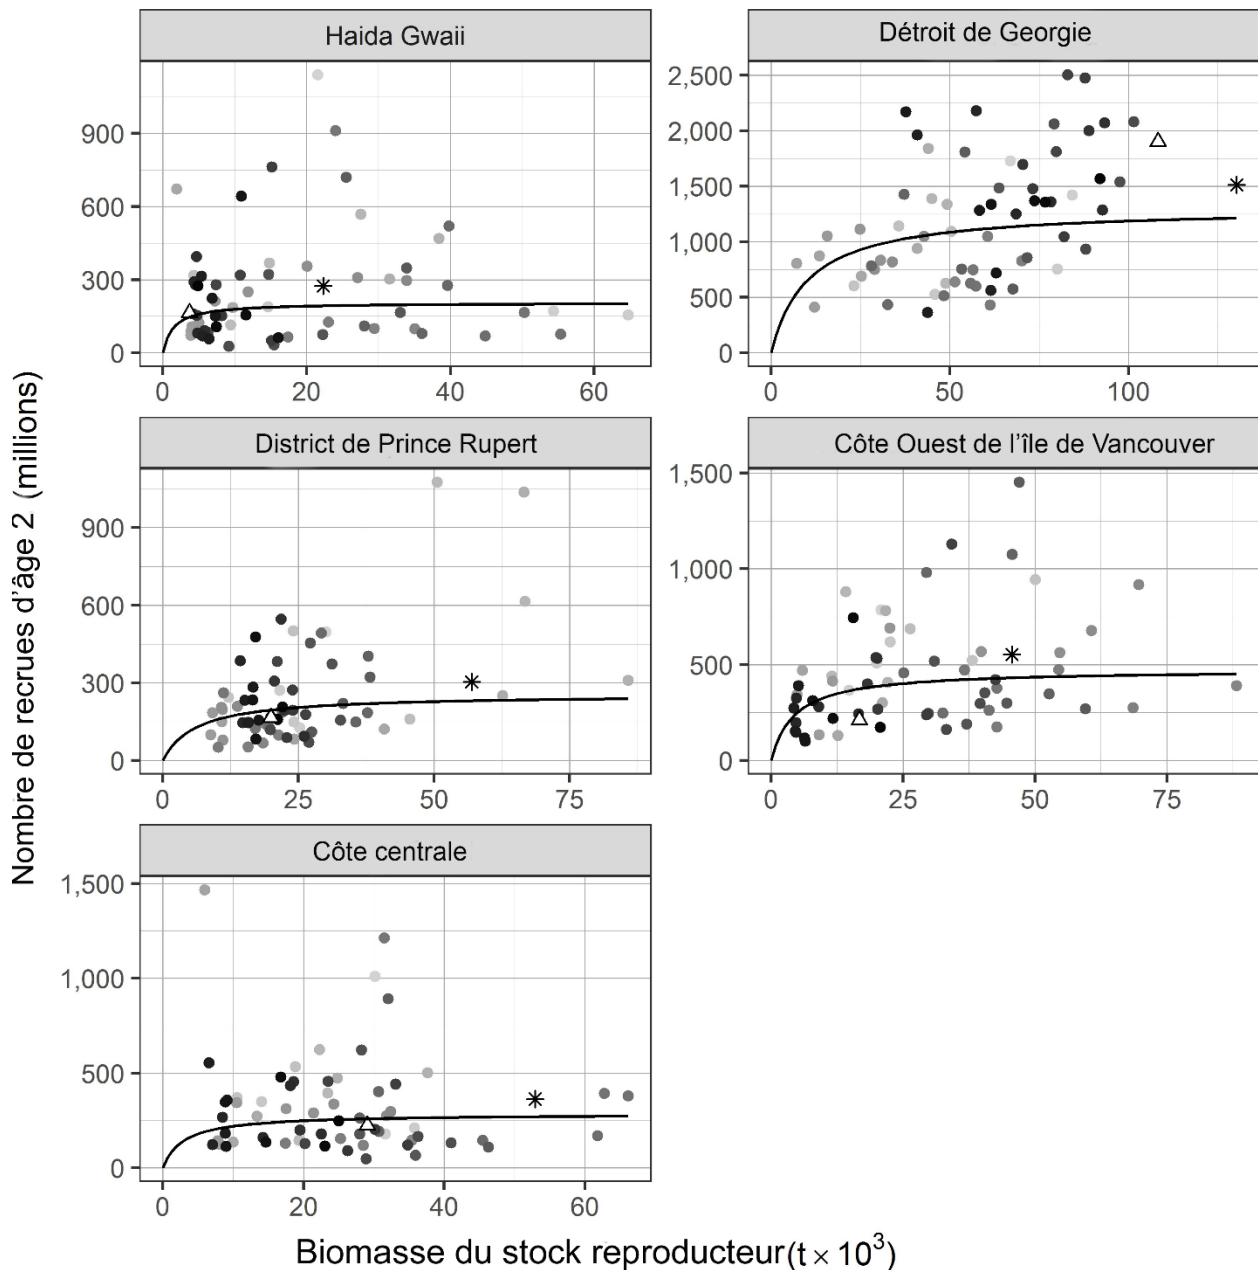 Haida Gwaii
900
600
300
0
0 20 40 60
Détroit de Georgie
2,500
2,000
1,500
1,000
500
0
0 50 100
District de Prince Rupert
900
600
300
0
0 25 50 75
Côte Ouest de l'île de Vancouver
1,500
1,000
500
0
0 25 50 75
Côte centrale
1,500
1,000
500
0
0 20 40 60
Nombre de recrues d'âge 2 (millions)
Biomasse du stock reproducteur (t × 10³)